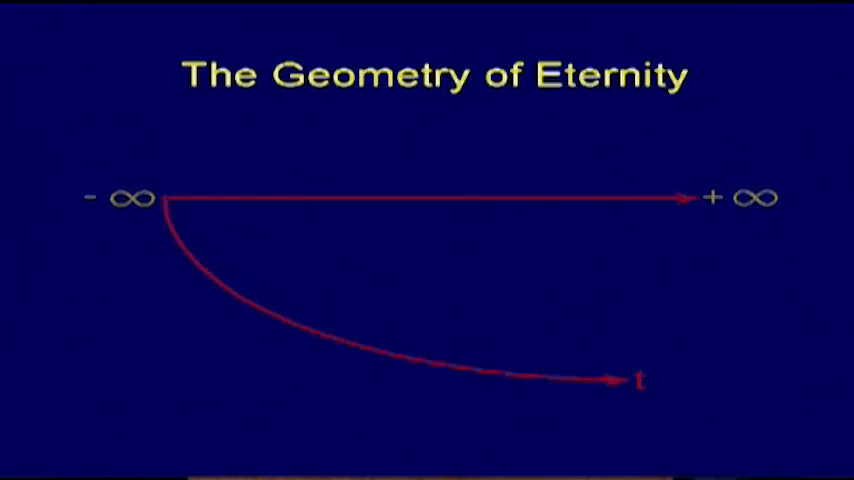 The Geometry of Eternity
- ∞ + ∞
t